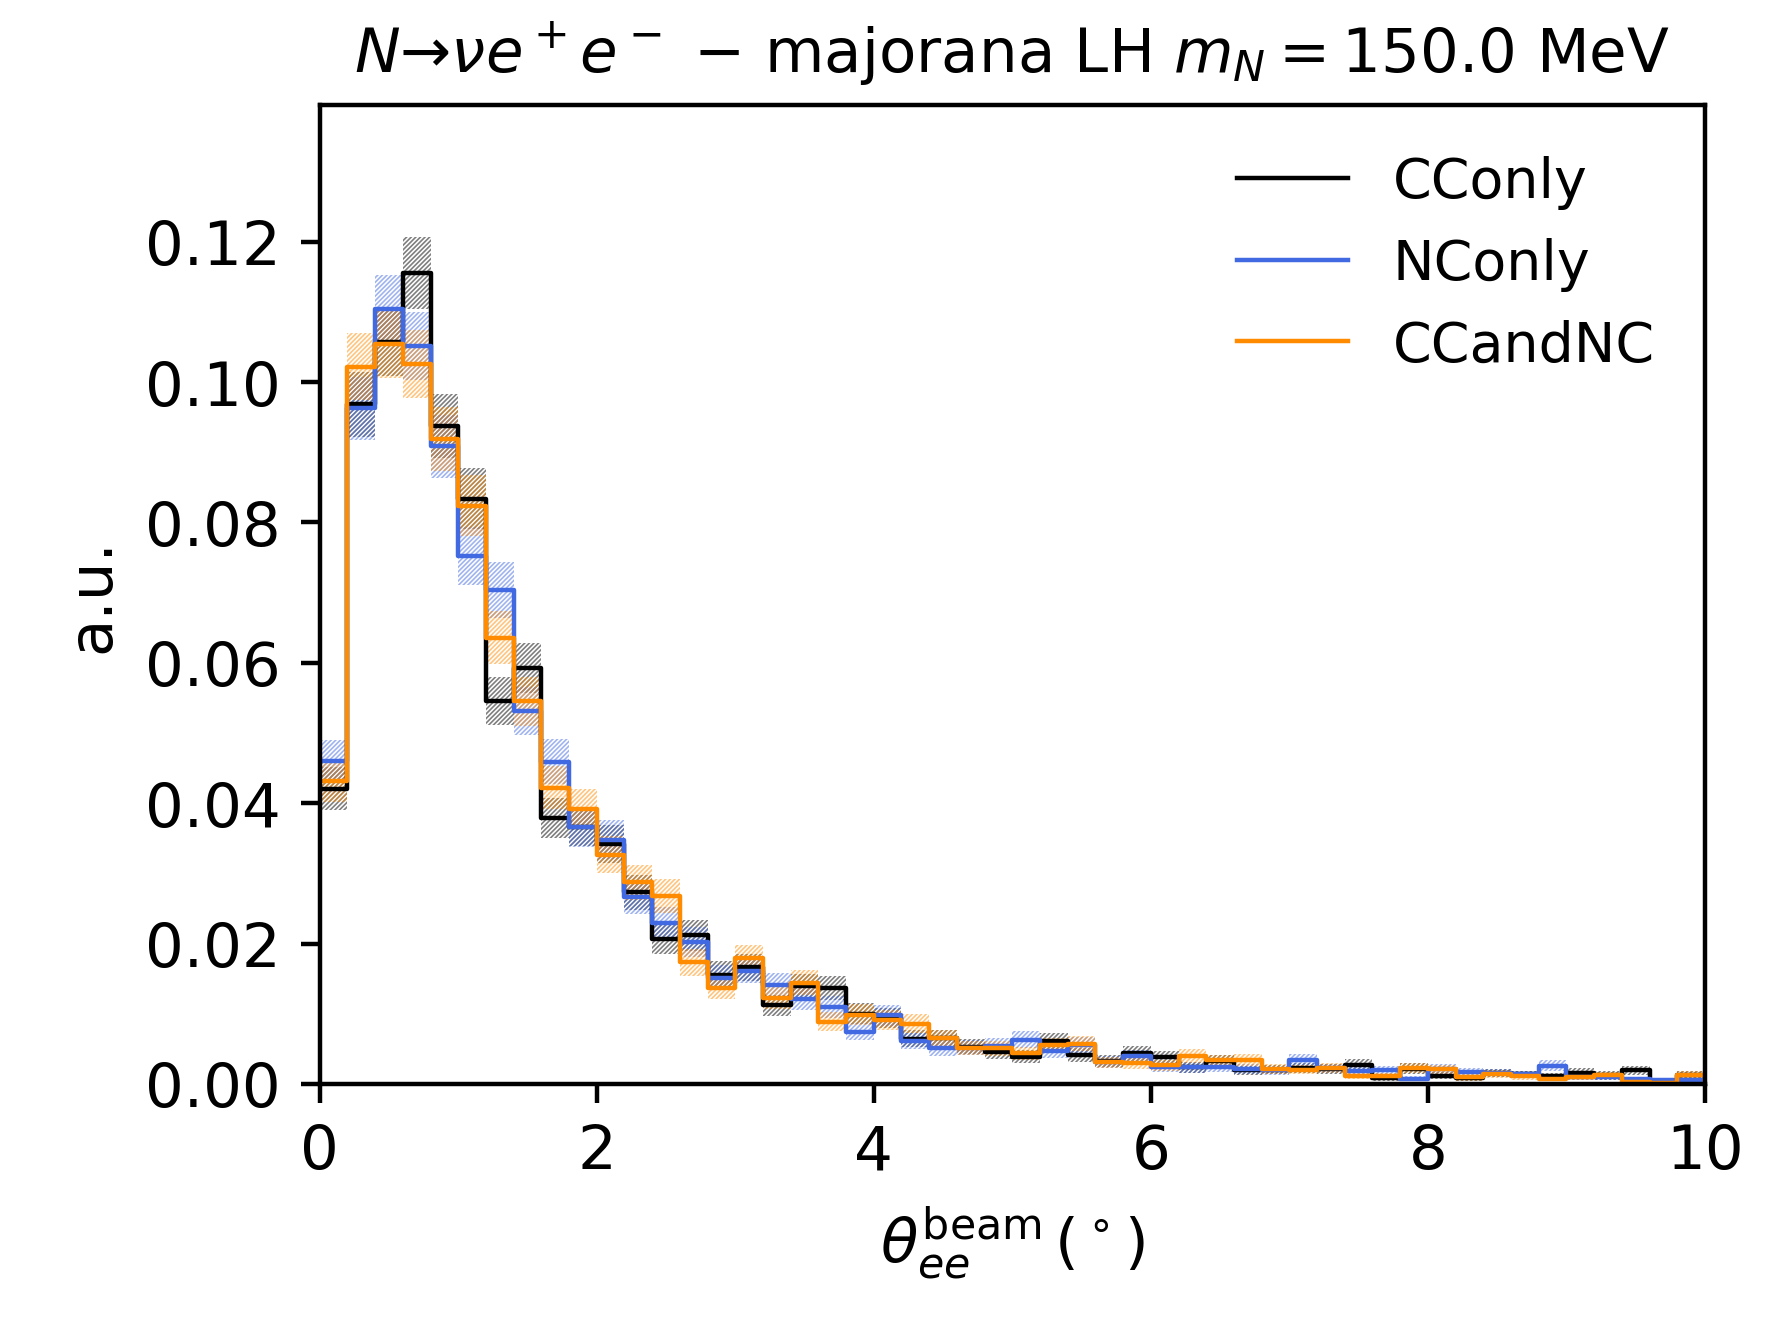 N→νe⁺e⁻ − majorana LH m_N = 150.0 MeV
CConly
NConly
CCandNC
0.12
0.10
0.08
0.06
0.04
0.02
0.00
a.u.
0 2 4 6 8 10
θ_ee^beam (°)